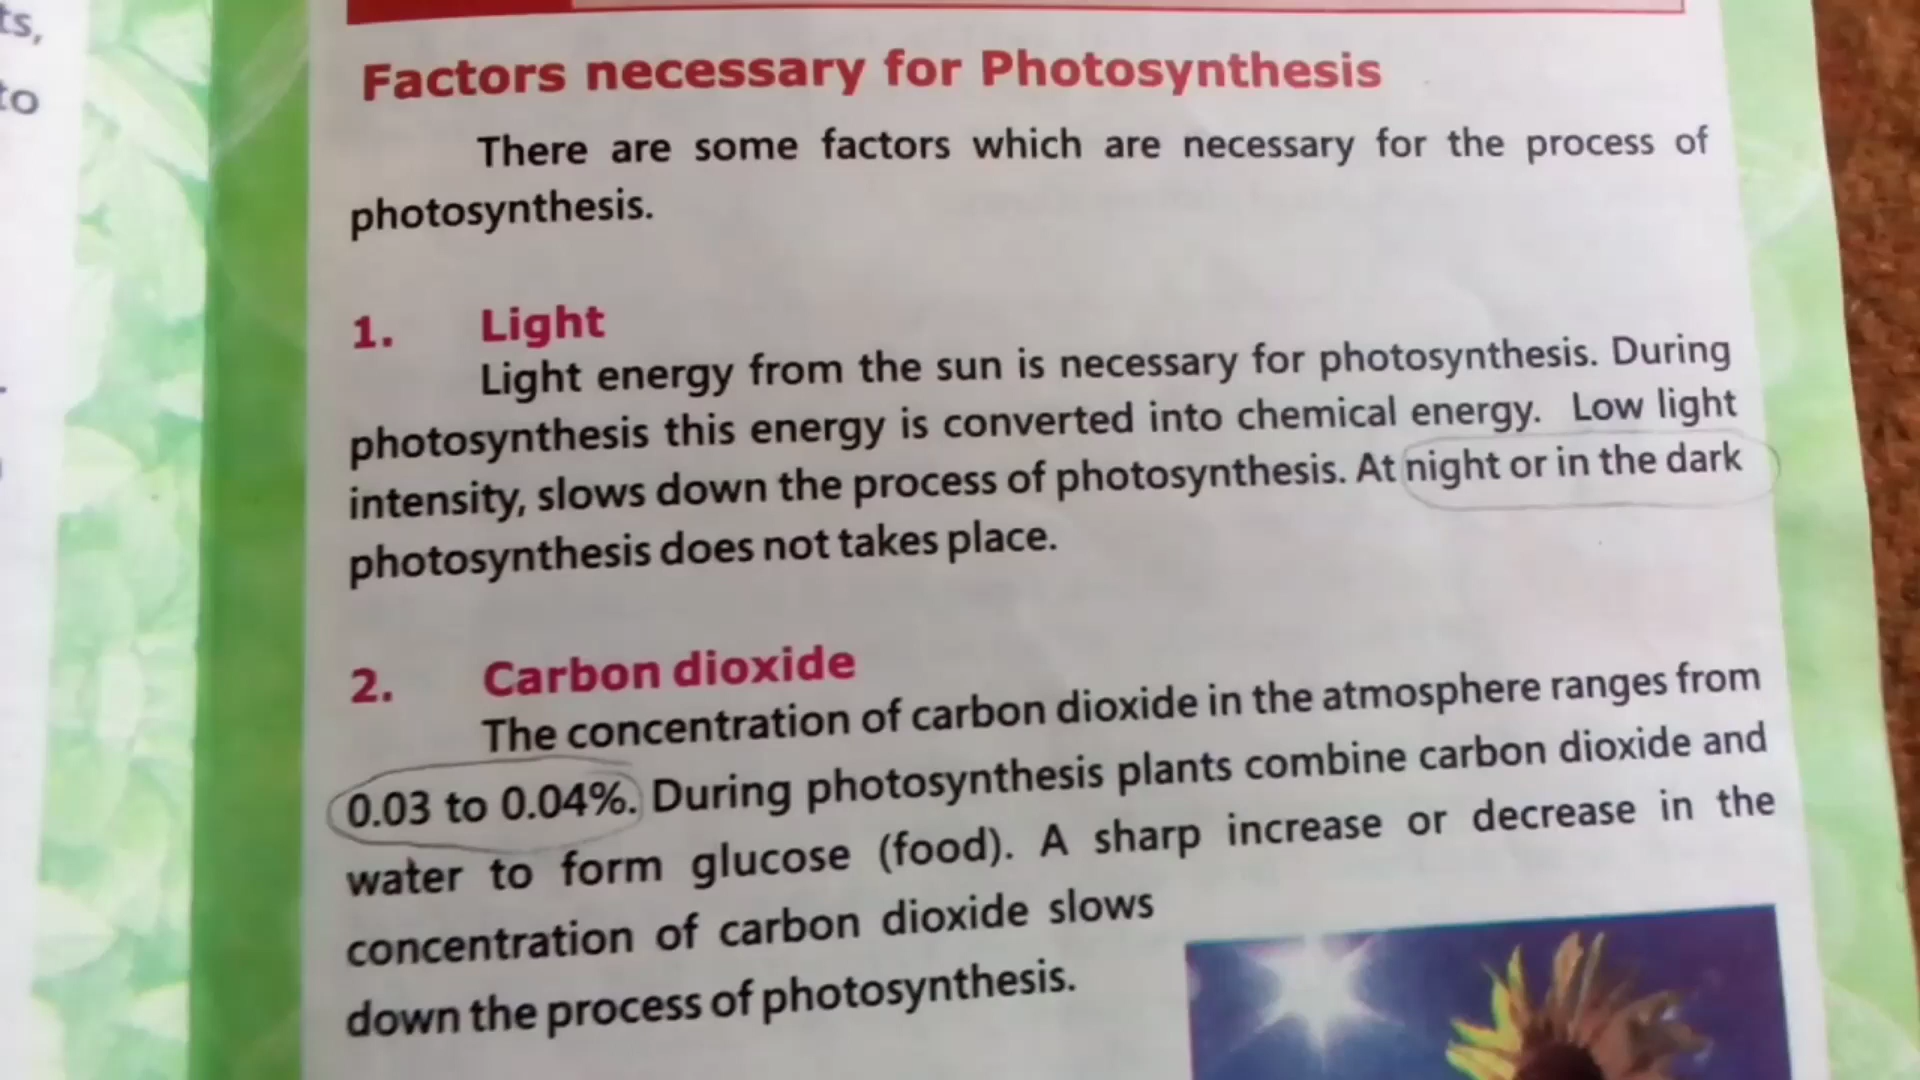 ts,
to
Factors necessary for Photosynthesis
There are some factors which are necessary for the process of
photosynthesis.
1. Light
Light energy from the sun is necessary for photosynthesis. During
photosynthesis this energy is converted into chemical energy. Low light
intensity, slows down the process of photosynthesis. At night or in the dark
photosynthesis does not takes place.
2. Carbon dioxide
The concentration of carbon dioxide in the atmosphere ranges from
0.03 to 0.04%. During photosynthesis plants combine carbon dioxide and
water to form glucose (food). A sharp increase or decrease in the
concentration of carbon dioxide slows
down the process of photosynthesis.